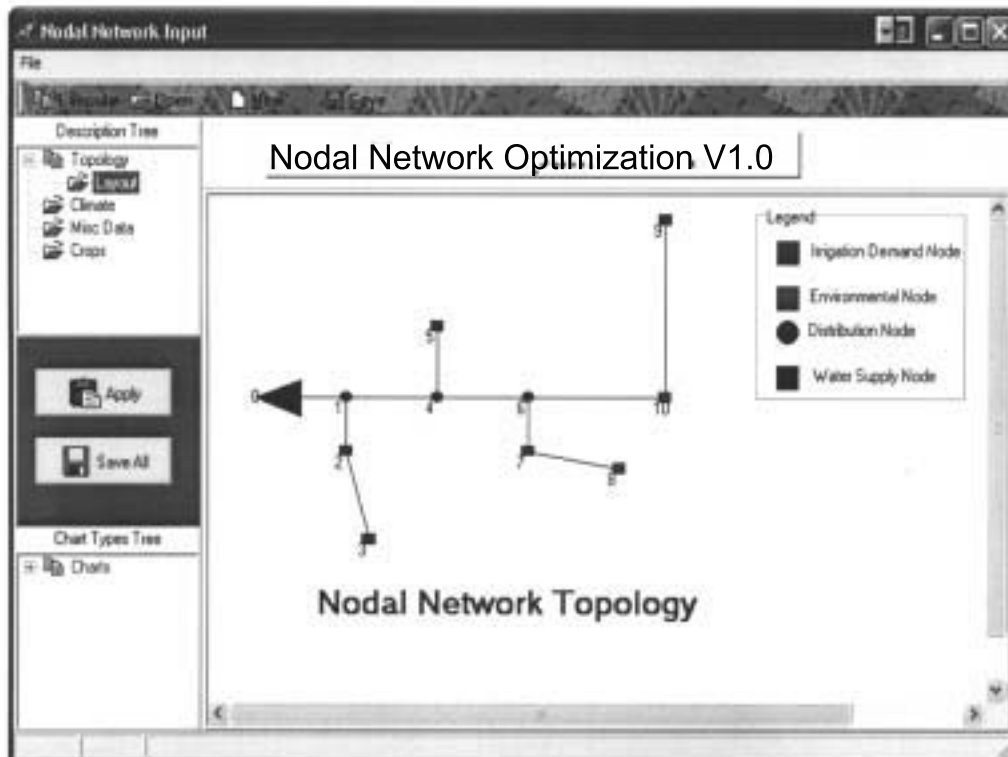 Nodal Network Input
File
Open
Description Tree
Nodal Network Optimization V1.0
Topology
Layout
Climate
Misc Data
Crops
Legend
Irrigation Demand Node
Environmental Node
Distribution Node
Water Supply Node
9
5
0
1
4
6
10
2
7
8
3
Apply
Save All
Chart Types Tree
Charts
Nodal Network Topology